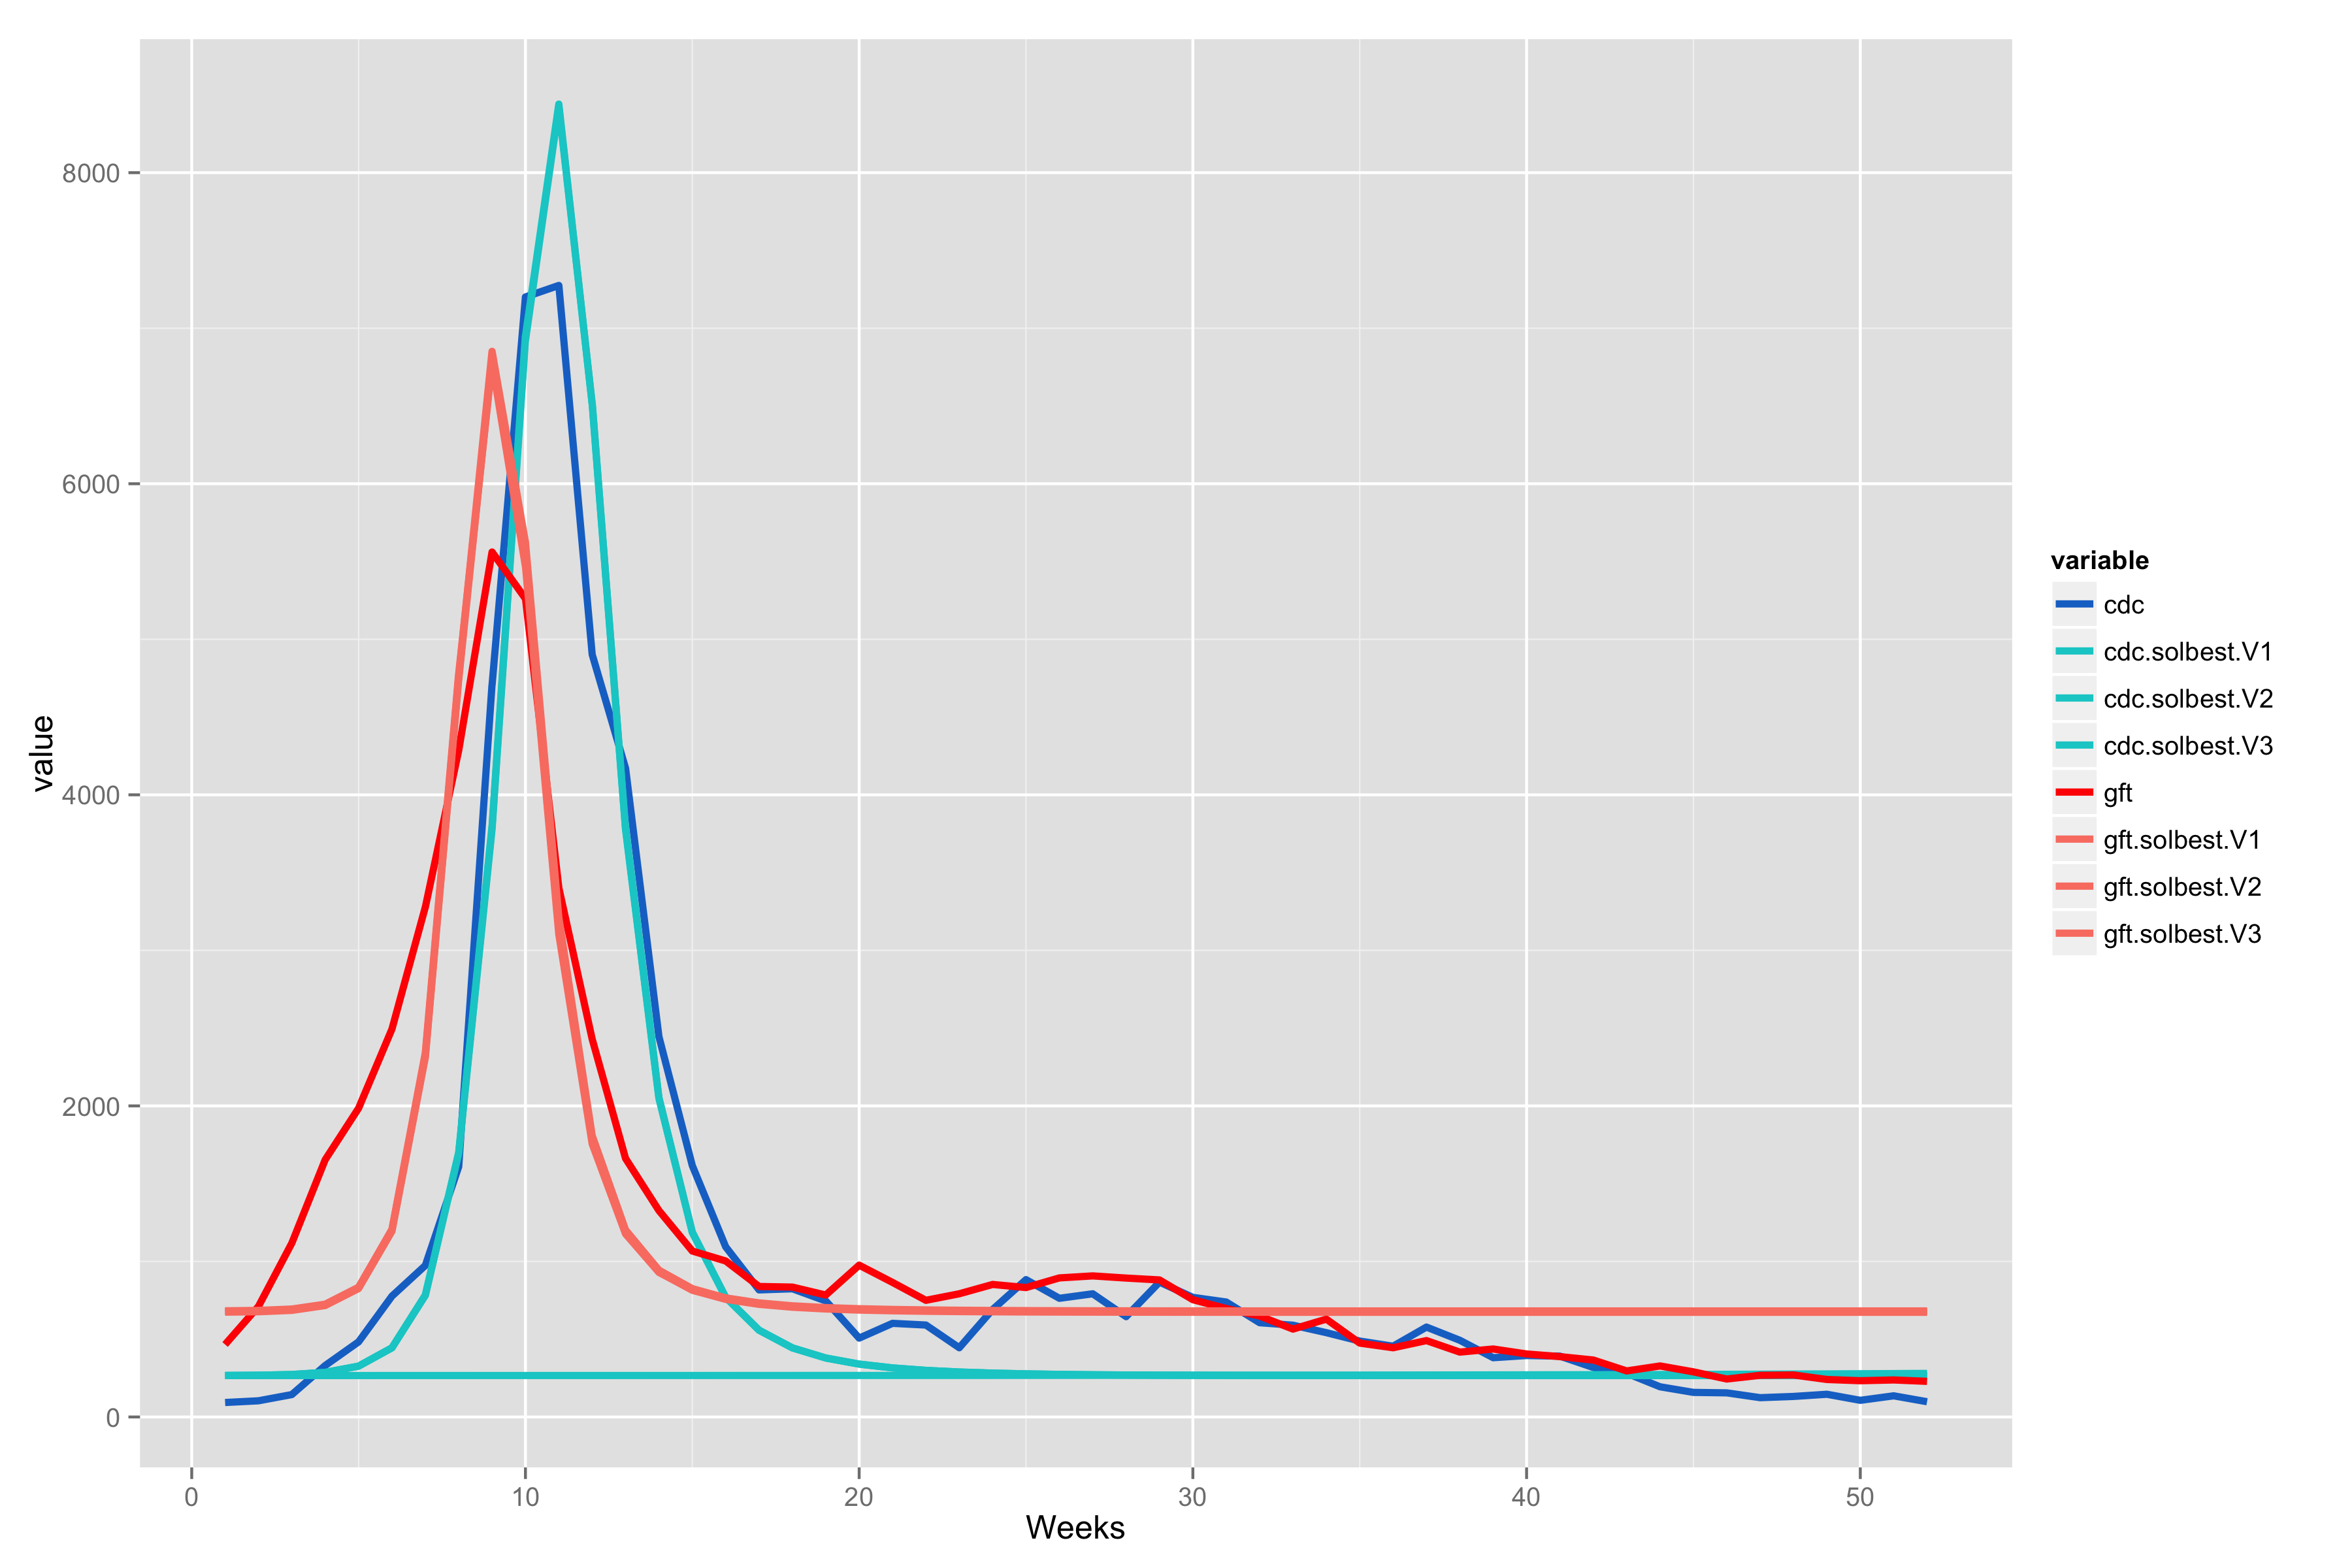 8000
6000
4000
2000
0
value
0 10 20 30 40 50
Weeks
variable
cdc
cdc.solbest.V1
cdc.solbest.V2
cdc.solbest.V3
gft
gft.solbest.V1
gft.solbest.V2
gft.solbest.V3